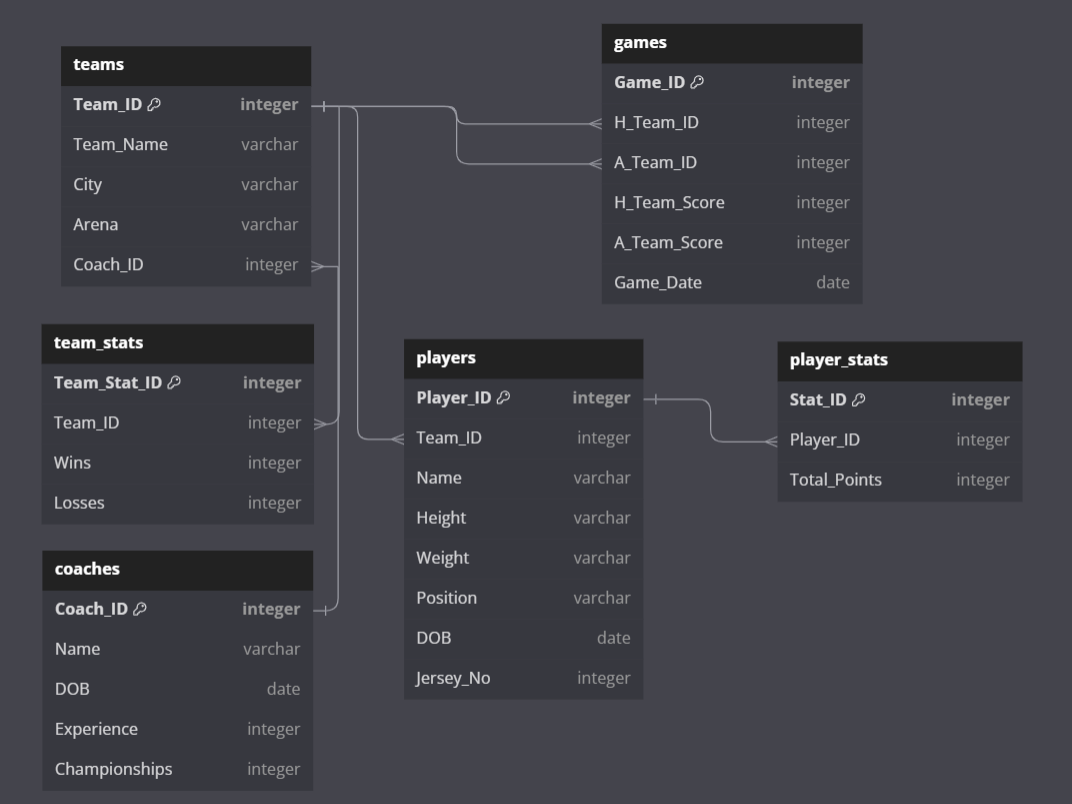 teams
Team_ID integer
Team_Name varchar
City varchar
Arena varchar
Coach_ID integer
games
Game_ID integer
H_Team_ID integer
A_Team_ID integer
H_Team_Score integer
A_Team_Score integer
Game_Date date
team_stats
Team_Stat_ID integer
Team_ID integer
Wins integer
Losses integer
players
Player_ID integer
Team_ID integer
Name varchar
Height varchar
Weight varchar
Position varchar
DOB date
Jersey_No integer
player_stats
Stat_ID integer
Player_ID integer
Total_Points integer
coaches
Coach_ID integer
Name varchar
DOB date
Experience integer
Championships integer